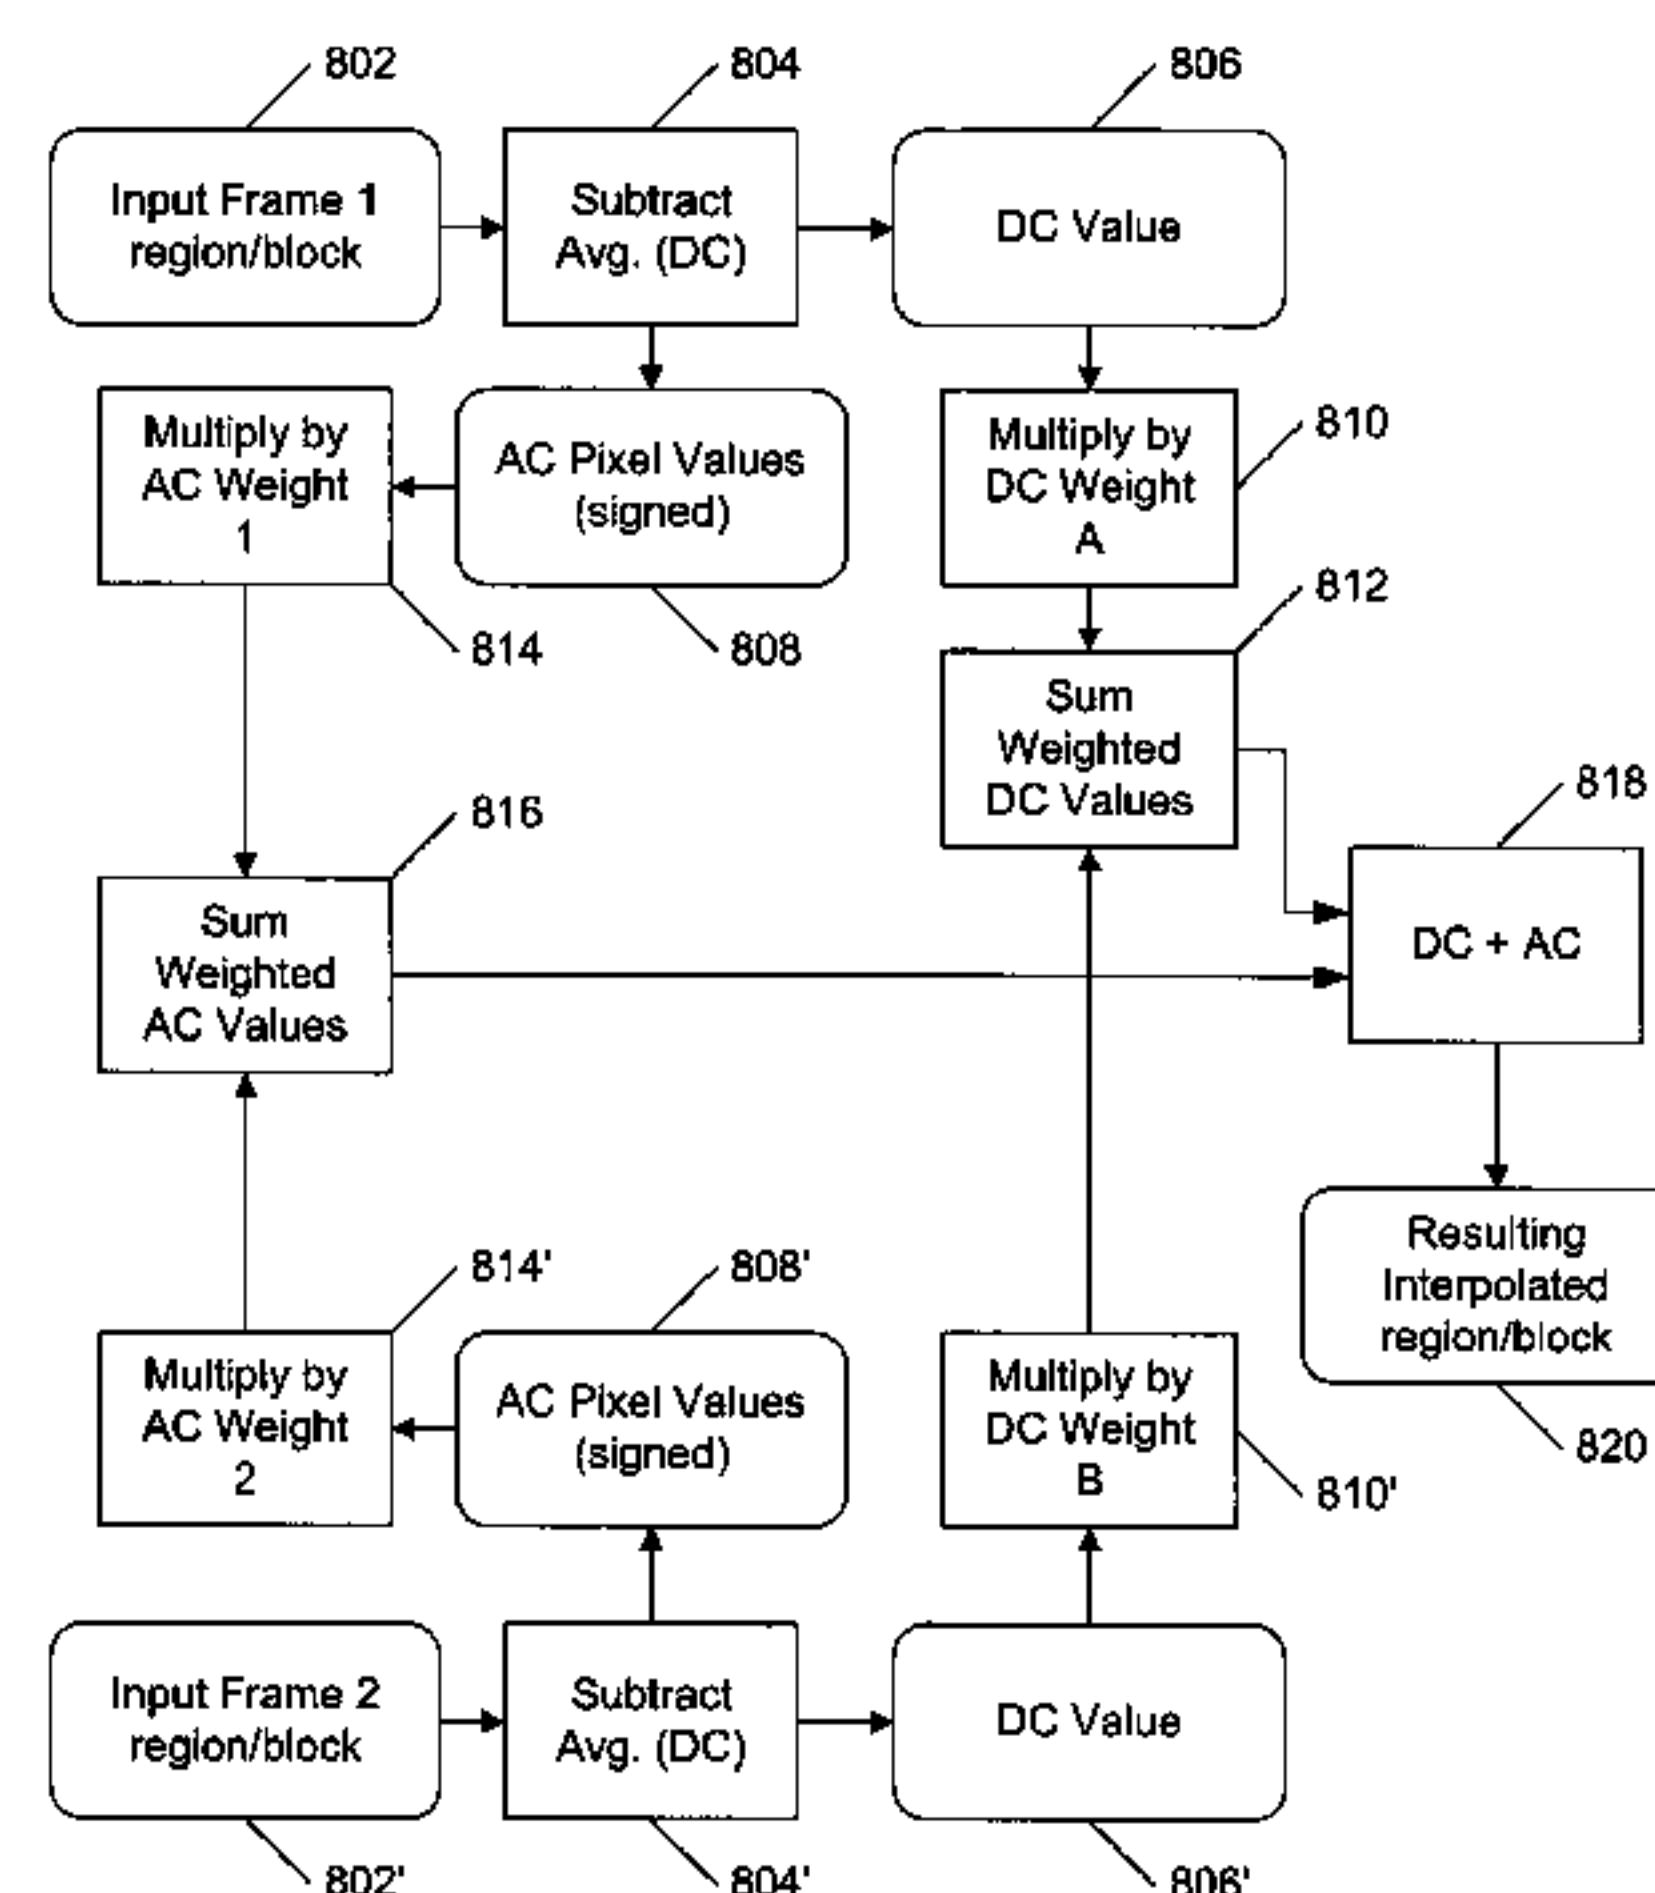 802
804
806
Input Frame 1
region/block
Subtract
Avg. (DC)
DC Value
Multiply by
AC Weight
1
AC Pixel Values
(signed)
Multiply by
DC Weight
A
810
814
808
812
Sum
Weighted
DC Values
816
818
Sum
Weighted
AC Values
DC + AC
814'
808'
Resulting
Interpolated
region/block
Multiply by
AC Weight
2
AC Pixel Values
(signed)
Multiply by
DC Weight
B
820
810'
Input Frame 2
region/block
Subtract
Avg. (DC)
DC Value
802'
804'
806'